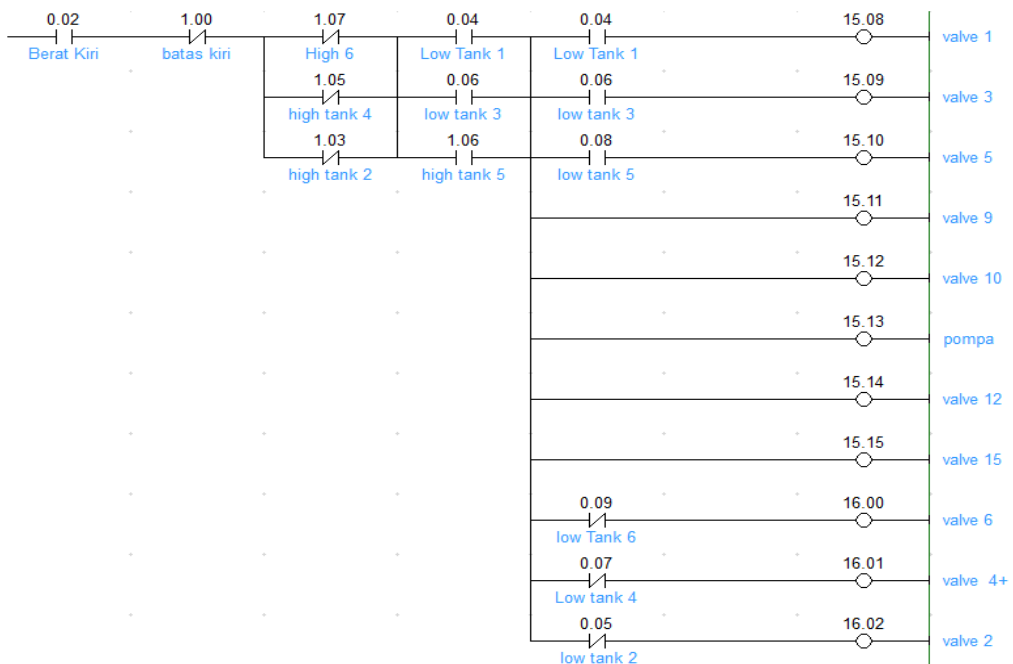 0.02 1.00 1.07 0.04 0.04 15.08
Berat Kiri batas kiri High 6 Low Tank 1 Low Tank 1 valve 1
1.05 0.06 0.06 15.09
high tank 4 low tank 3 low tank 3 valve 3
1.03 1.06 0.08 15.10
high tank 2 high tank 5 low tank 5 valve 5
15.11
valve 9
15.12
valve 10
15.13
pompa
15.14
valve 12
15.15
valve 15
0.09 16.00
low Tank 6 valve 6
0.07 16.01
Low tank 4 valve 4+
0.05 16.02
low tank 2 valve 2